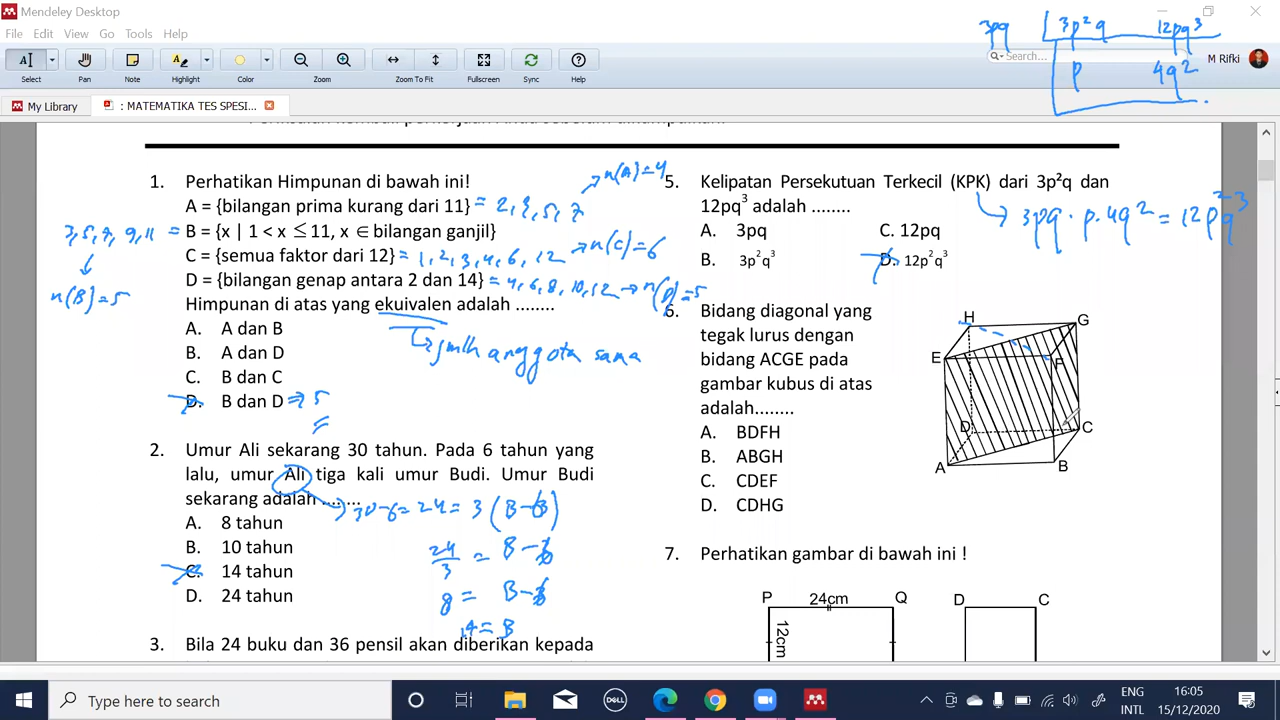 Mendeley Desktop
File Edit View Go Tools Help
Select Pan Note Highlight Color Zoom Zoom To Fit Fullscreen Sync Help
Search...
M Rifki
My Library
: MATEMATIKA TES SPESI...
3pq 3p²q 12pq³
p 4q²
1. Perhatikan Himpunan di bawah ini!
n(A)=4
A = {bilangan prima kurang dari 11} = 2, 3, 5, 7
3, 5, 7, 9, 11 = B = {x | 1 < x ≤ 11, x ∈ bilangan ganjil}
n(B)=5
C = {semua faktor dari 12} = 1, 2, 3, 4, 6, 12 → n(C)=6
D = {bilangan genap antara 2 dan 14} = 4, 6, 8, 10, 12 → n(D)=5
Himpunan di atas yang ekuivalen adalah ........
jmlh anggota sama
A. A dan B
B. A dan D
C. B dan C
D. B dan D ⇒ 5
2. Umur Ali sekarang 30 tahun. Pada 6 tahun yang
lalu, umur Ali tiga kali umur Budi. Umur Budi
sekarang adalah ........
30-6 = 24 = 3 (B-6)
24/3 = B-6
8 = B-6
14 = B
A. 8 tahun
B. 10 tahun
C. 14 tahun
D. 24 tahun
3. Bila 24 buku dan 36 pensil akan diberikan kepada
5. Kelipatan Persekutuan Terkecil (KPK) dari 3p²q dan
12pq³ adalah ........
3pq · p · 4q² = 12p²q³
A. 3pq
B. 3p²q³
C. 12pq
D. 12p²q³
6. Bidang diagonal yang
tegak lurus dengan
bidang ACGE pada
gambar kubus di atas
adalah........
A. BDFH
B. ABGH
C. CDEF
D. CDHG
H G
E F
D C
A B
7. Perhatikan gambar di bawah ini !
P 24cm Q D C
12cm
Type here to search
DELL
ENG
INTL
16:05
15/12/2020